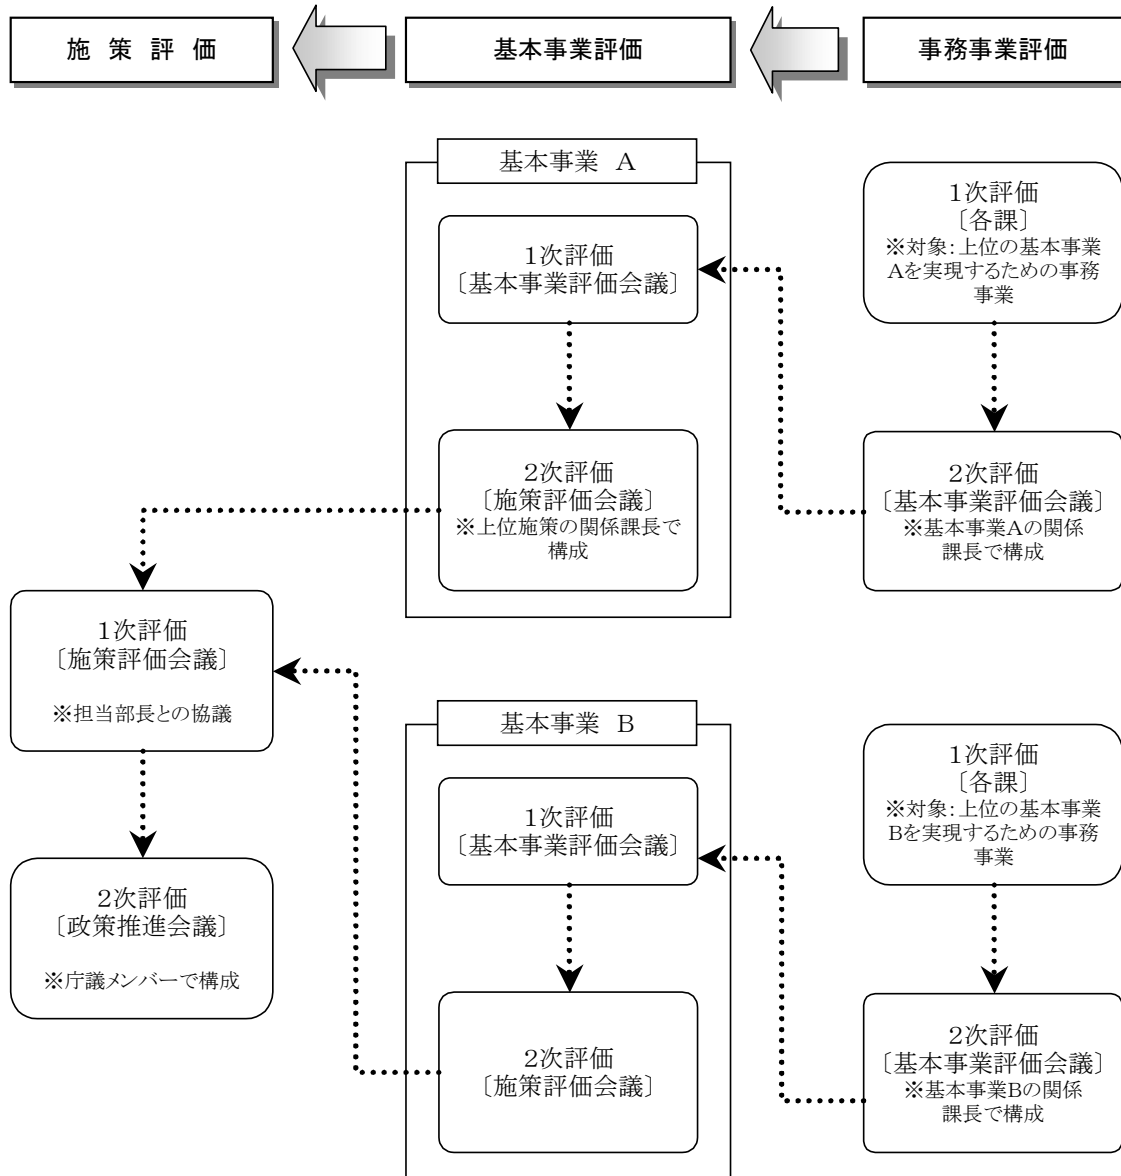 施 策 評 価
基本事業評価
事務事業評価
基本事業 A
1次評価
〔基本事業評価会議〕
2次評価
〔施策評価会議〕
※上位施策の関係課長で
構成
1次評価
〔各課〕
※対象:上位の基本事業
Aを実現するための事務
事業
2次評価
〔基本事業評価会議〕
※基本事業Aの関係
課長で構成
1次評価
〔施策評価会議〕
※担当部長との協議
2次評価
〔政策推進会議〕
※庁議メンバーで構成
基本事業 B
1次評価
〔基本事業評価会議〕
2次評価
〔施策評価会議〕
1次評価
〔各課〕
※対象:上位の基本事業
Bを実現するための事務
事業
2次評価
〔基本事業評価会議〕
※基本事業Bの関係
課長で構成